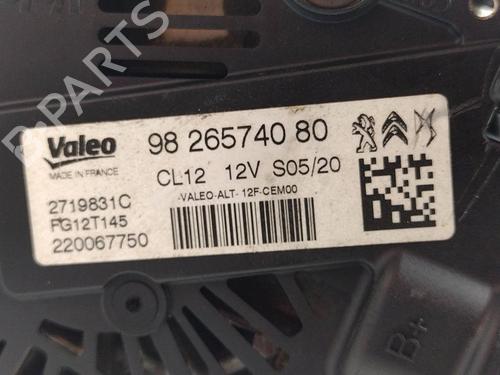 Valeo
MADE IN FRANCE
98 265740 80
CL12 12V S05/20
-VALEO-ALT- 12F-CEM00
2719831C
FG12T145
220067750
B+
B-Parts